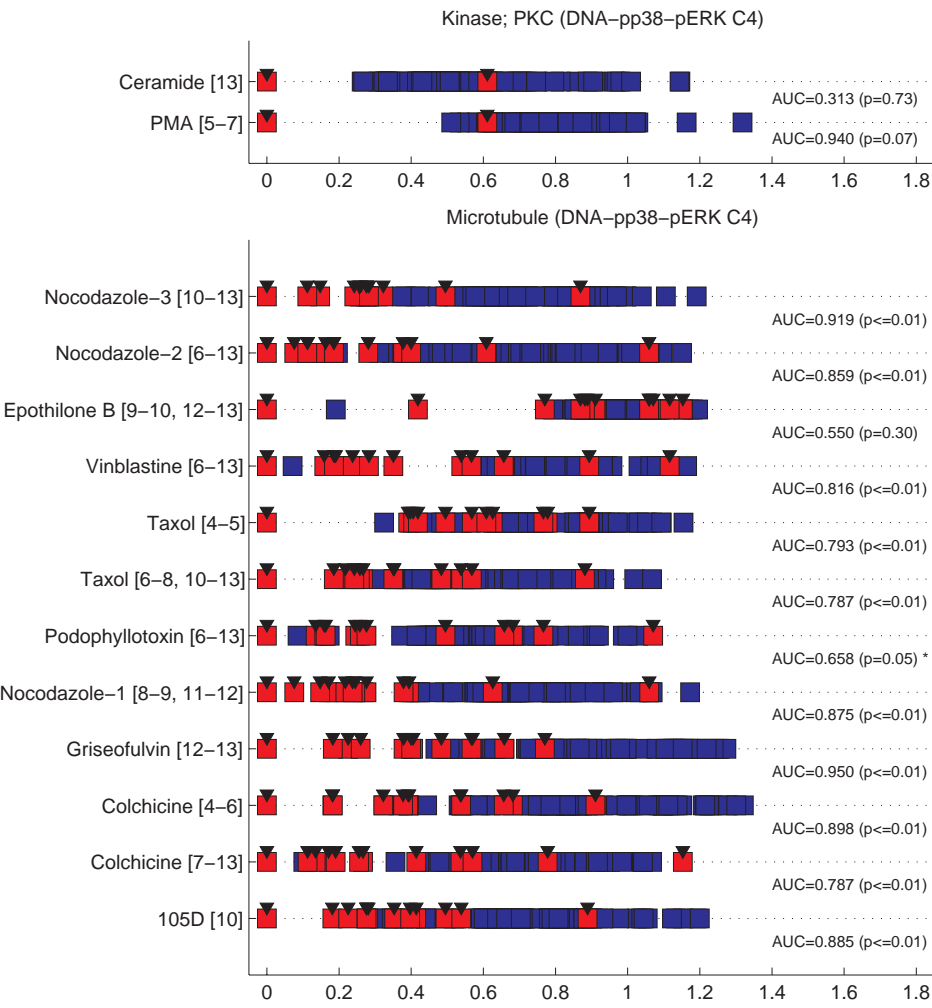 Kinase; PKC (DNA−pp38−pERK C4)
Ceramide [13]
AUC=0.313 (p=0.73)
PMA [5−7]
AUC=0.940 (p=0.07)
0 0.2 0.4 0.6 0.8 1 1.2 1.4 1.6 1.8
Microtubule (DNA−pp38−pERK C4)
Nocodazole−3 [10−13]
AUC=0.919 (p<=0.01)
Nocodazole−2 [6−13]
AUC=0.859 (p<=0.01)
Epothilone B [9−10, 12−13]
AUC=0.550 (p=0.30)
Vinblastine [6−13]
AUC=0.816 (p<=0.01)
Taxol [4−5]
AUC=0.793 (p<=0.01)
Taxol [6−8, 10−13]
AUC=0.787 (p<=0.01)
Podophyllotoxin [6−13]
AUC=0.658 (p=0.05) *
Nocodazole−1 [8−9, 11−12]
AUC=0.875 (p<=0.01)
Griseofulvin [12−13]
AUC=0.950 (p<=0.01)
Colchicine [4−6]
AUC=0.898 (p<=0.01)
Colchicine [7−13]
AUC=0.787 (p<=0.01)
105D [10]
AUC=0.885 (p<=0.01)
0 0.2 0.4 0.6 0.8 1 1.2 1.4 1.6 1.8